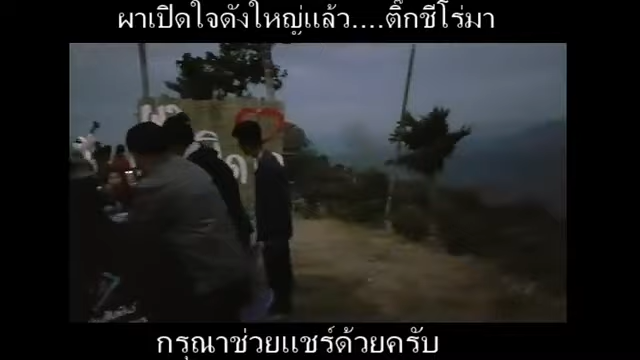 ผาเปิดใจดังใหญ่แล้ว....ติ๊กชีโร่มา
กรุณาช่วยแชร์ด้วยครับ